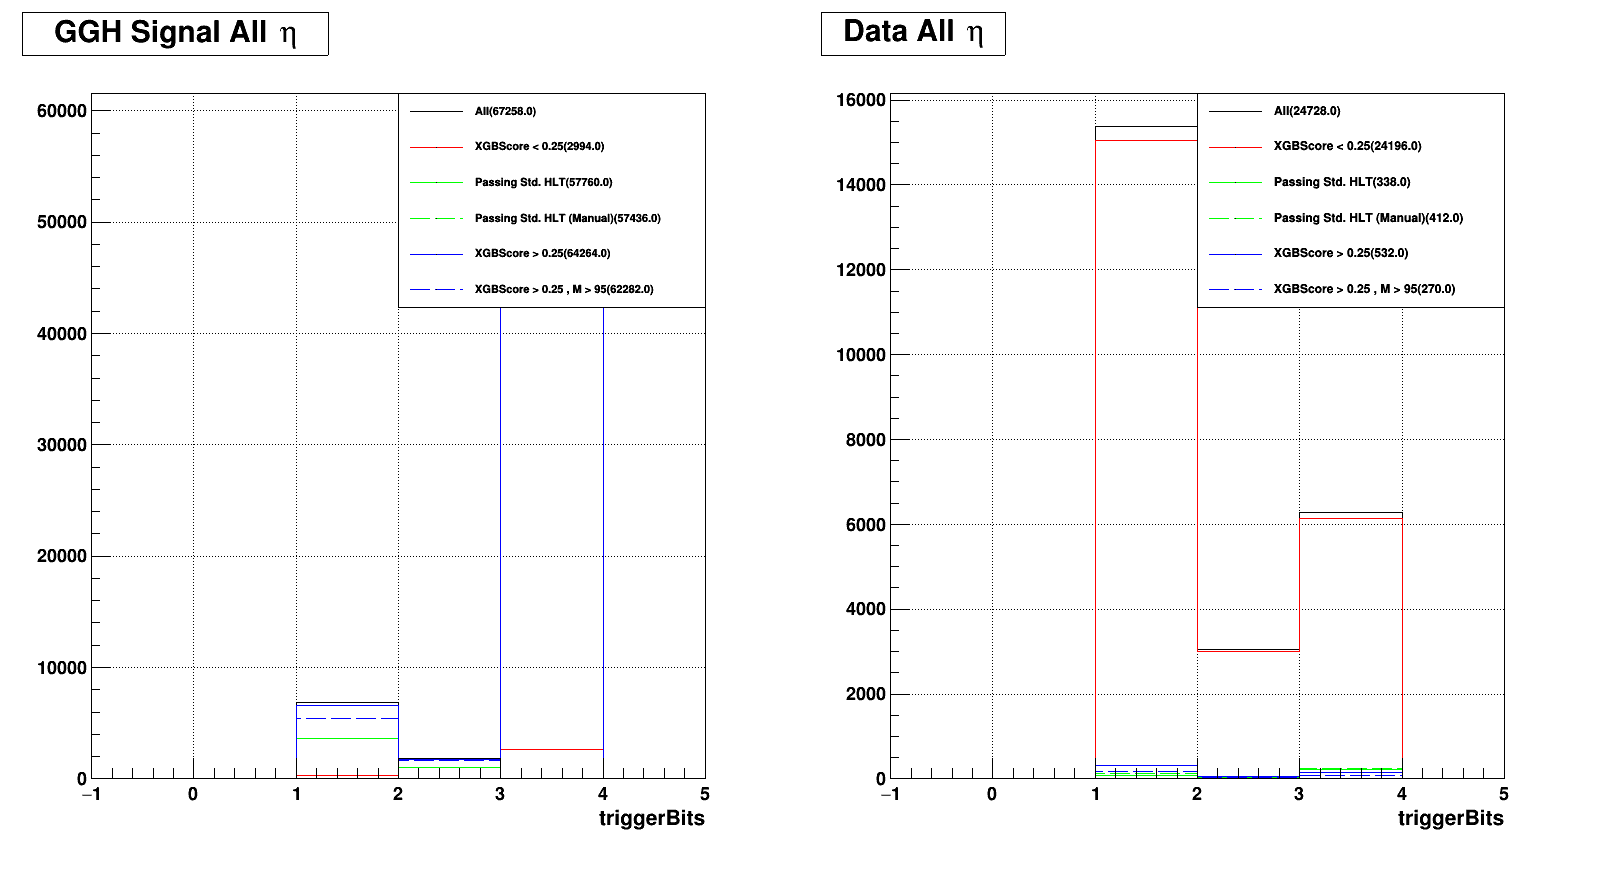 GGH Signal All η
60000
50000
40000
30000
20000
10000
0
−1 0 1 2 3 4 5
triggerBits
All(67258.0)
XGBScore < 0.25(2994.0)
Passing Std. HLT(57760.0)
Passing Std. HLT (Manual)(57436.0)
XGBScore > 0.25(64264.0)
XGBScore > 0.25 , M > 95(62282.0)
Data All η
16000
14000
12000
10000
8000
6000
4000
2000
0
−1 0 1 2 3 4 5
triggerBits
All(24728.0)
XGBScore < 0.25(24196.0)
Passing Std. HLT(338.0)
Passing Std. HLT (Manual)(412.0)
XGBScore > 0.25(532.0)
XGBScore > 0.25 , M > 95(270.0)